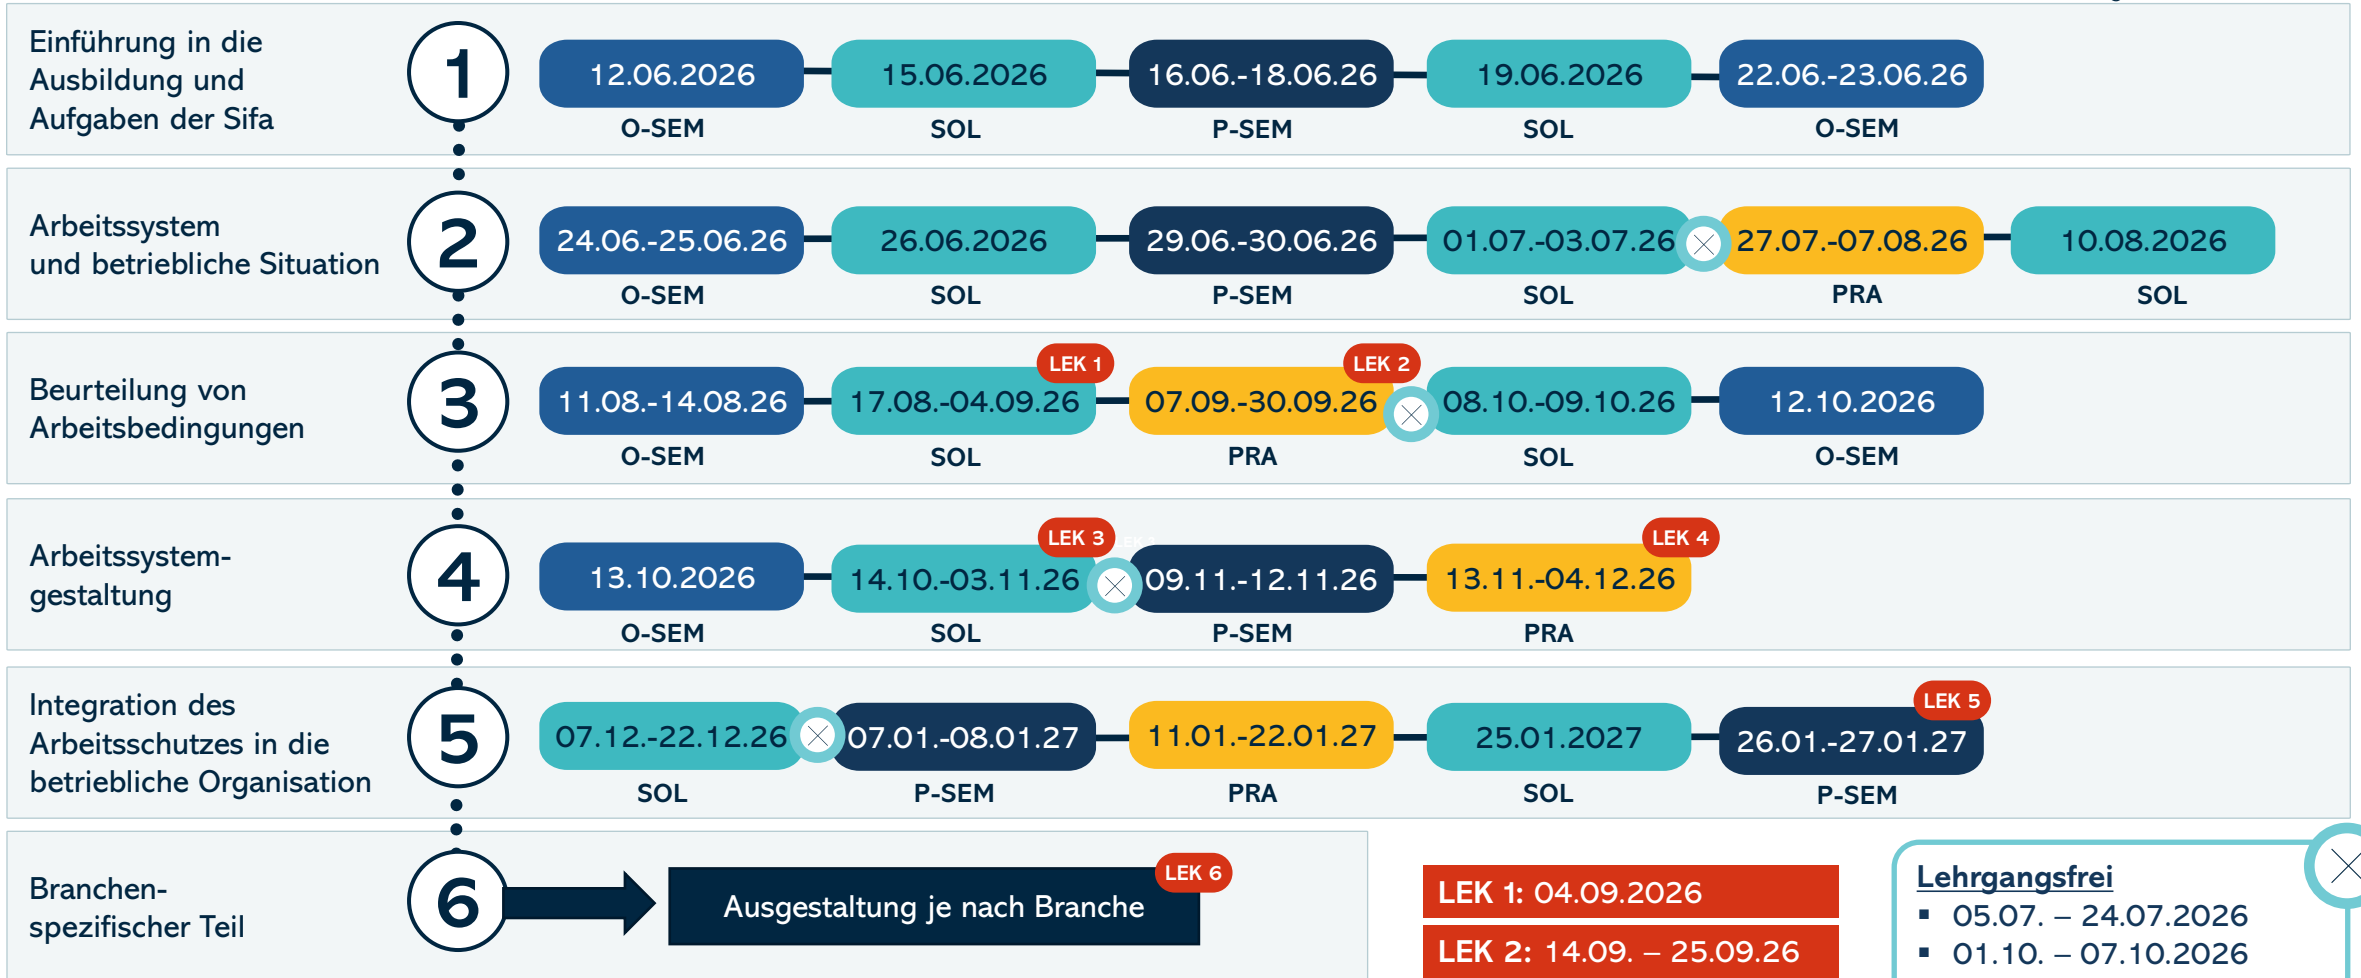 Einführung in die
Ausbildung und
Aufgaben der Sifa
1
12.06.2026
O-SEM
15.06.2026
SOL
16.06.-18.06.26
P-SEM
19.06.2026
SOL
22.06.-23.06.26
O-SEM
Arbeitssystem
und betriebliche Situation
2
24.06.-25.06.26
O-SEM
26.06.2026
SOL
29.06.-30.06.26
P-SEM
01.07.-03.07.26
SOL
27.07.-07.08.26
PRA
10.08.2026
SOL
Beurteilung von
Arbeitsbedingungen
3
11.08.-14.08.26
O-SEM
LEK 1
17.08.-04.09.26
SOL
LEK 2
07.09.-30.09.26
PRA
08.10.-09.10.26
SOL
12.10.2026
O-SEM
Arbeitssystem-
gestaltung
4
13.10.2026
O-SEM
LEK 3
14.10.-03.11.26
SOL
09.11.-12.11.26
P-SEM
LEK 4
13.11.-04.12.26
PRA
Integration des
Arbeitsschutzes in die
betriebliche Organisation
5
07.12.-22.12.26
SOL
07.01.-08.01.27
P-SEM
11.01.-22.01.27
PRA
25.01.2027
SOL
LEK 5
26.01.-27.01.27
P-SEM
Branchen-
spezifischer Teil
6
LEK 6
Ausgestaltung je nach Branche
LEK 1: 04.09.2026
LEK 2: 14.09. – 25.09.26
Lehrgangsfrei
▪ 05.07. – 24.07.2026
▪ 01.10. – 07.10.2026